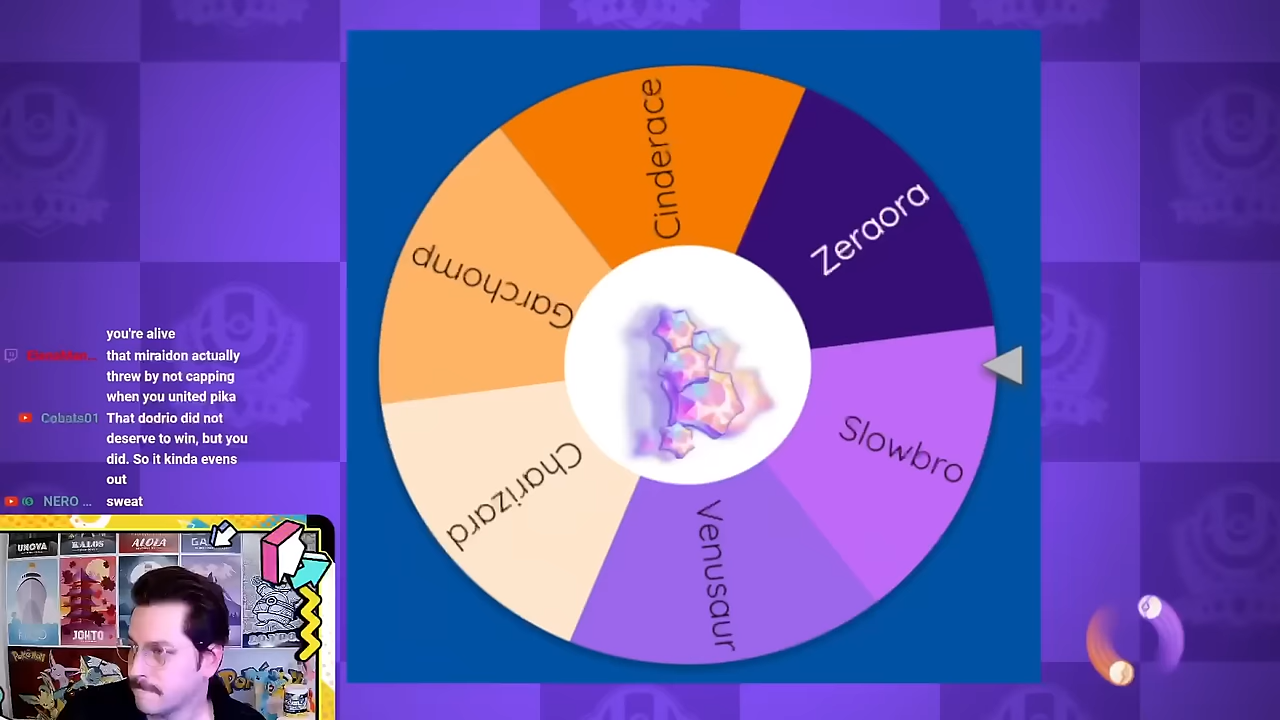 Cinderace
Zeraora
Garchomp
Slowbro
Charizard
Venusaur
you're alive
that miraidon actually
threw by not capping
when you united pika
Cobats01 That dodrio did not
deserve to win, but you
did. So it kinda evens
out
NERO ... sweat
UNOVA
KALOS
ALOLA
JOHTO
Pokémon